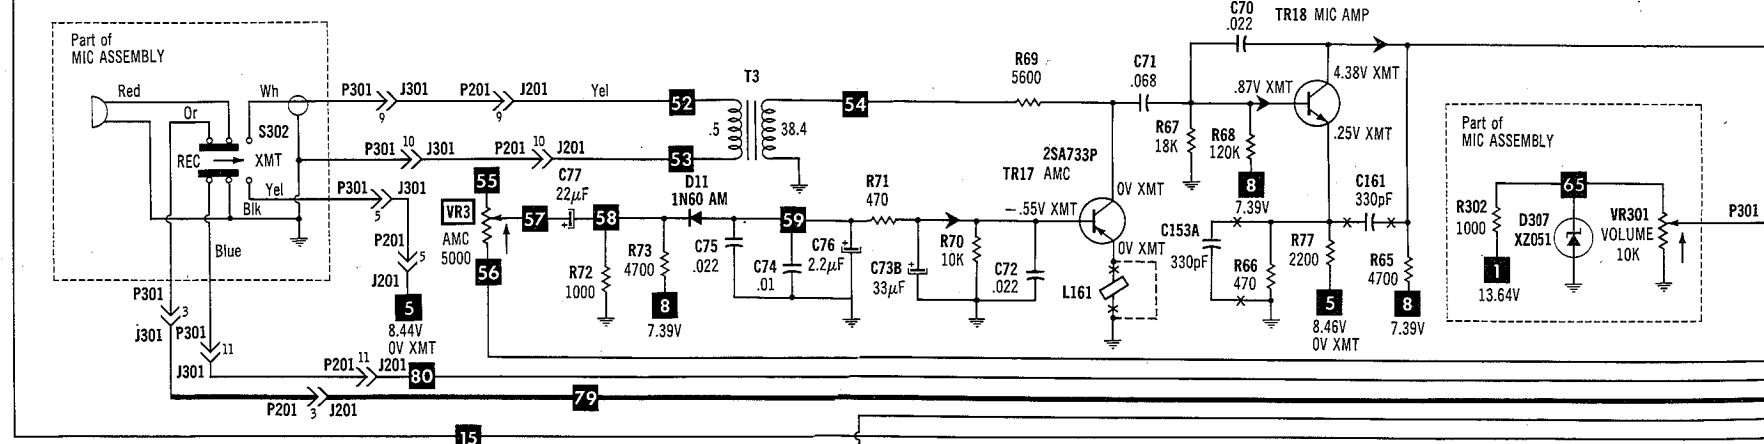 Part of
MIC ASSEMBLY
Red
Or
Wh
S302
REC
XMT
Yel
Blk
Blue
P301
J301
9
P201
J201
9
Yel
52
P301
10
J301
P201
10
J201
53
P301
J301
5
P201
5
J201
5
8.44V
0V XMT
P301
3
J301
P301
11
J301
P201
11
J201
80
P201
3
J201
79
15
T3
.5
38.4
54
55
VR3
AMC
5000
56
57
C77
22µF
58
R72
1000
R73
4700
8
7.39V
D11
1N60 AM
C75
.022
59
C74
.01
C76
2.2µF
R71
470
C73B
33µF
R70
10K
C72
.022
R69
5600
2SA733P
TR17 AMC
0V XMT
-.55V XMT
0V XMT
L161
C71
.068
C70
.022
TR18 MIC AMP
4.38V XMT
.87V XMT
.25V XMT
R67
18K
R68
120K
8
7.39V
C153A
330pF
R66
470
R77
2200
5
8.46V
0V XMT
C161
330pF
R65
4700
8
7.39V
Part of
MIC ASSEMBLY
65
R302
1000
1
13.64V
D307
XZ051
VR301
VOLUME
10K
P301